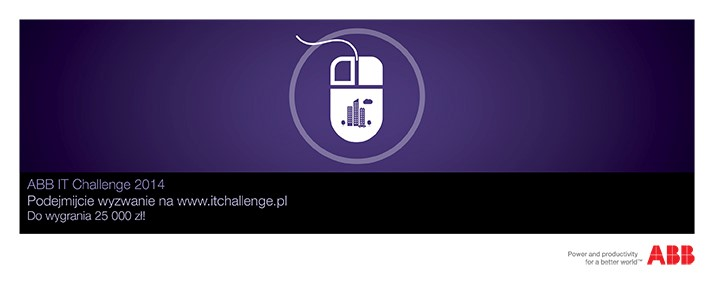 ABB IT Challenge 2014
Podejmijcie wyzwanie na www.itchallenge.pl
Do wygrania 25 000 zł!
Power and productivity
for a better world™
ABB